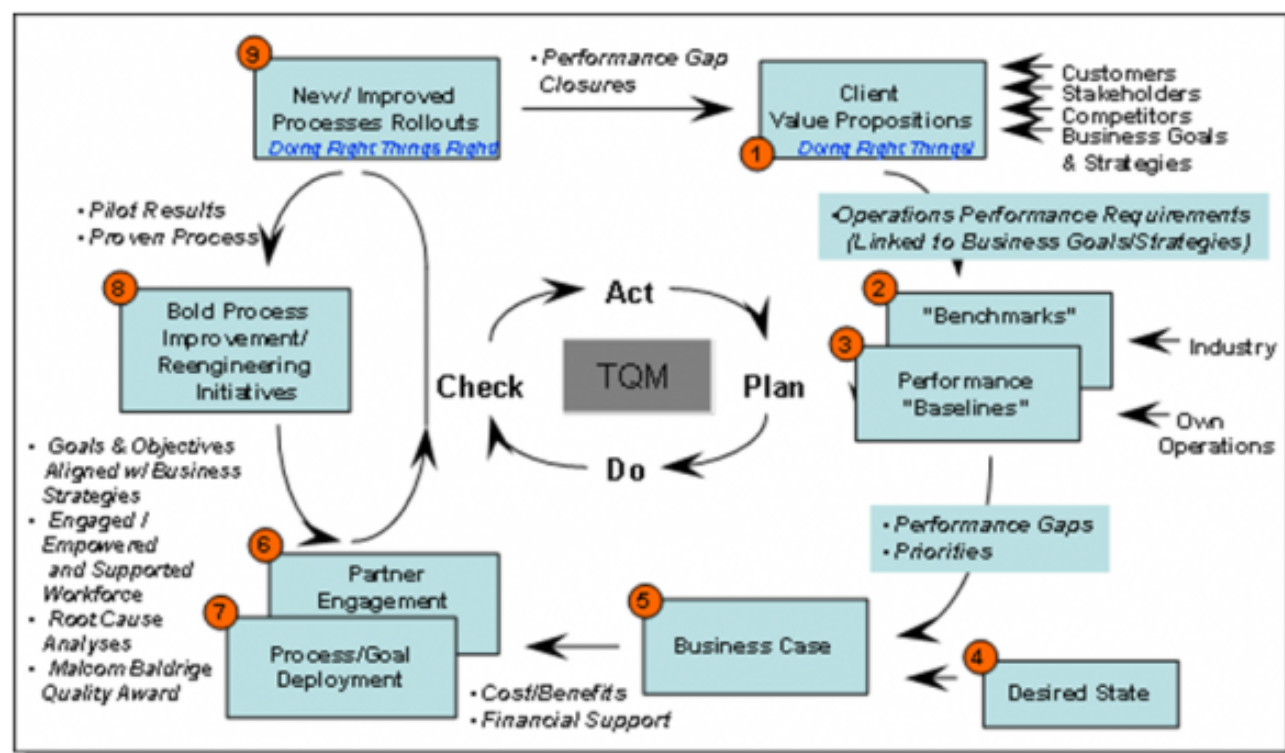 9
New/ Improved
Processes Rollouts
Doing Right Things Right!
• Performance Gap
Closures
Client
Value Propositions
1
Doing Right Things!
Customers
Stakeholders
Competitors
Business Goals
& Strategies
• Pilot Results
• Proven Process
• Operations Performance Requirements
(Linked to Business Goals/Strategies)
8
Bold Process
Improvement/
Reengineering
Initiatives
Act
Check
TQM
Plan
Do
2
"Benchmarks"
3
Performance
"Baselines"
Industry
Own
Operations
• Goals & Objectives
Aligned w/ Business
Strategies
• Engaged /
Empowered
and Supported
Workforce
• Root Cause
Analyses
• Malcom Baldrige
Quality Award
• Performance Gaps
• Priorities
6
Partner
Engagement
7
Process/Goal
Deployment
5
Business Case
4
Desired State
• Cost/Benefits
• Financial Support